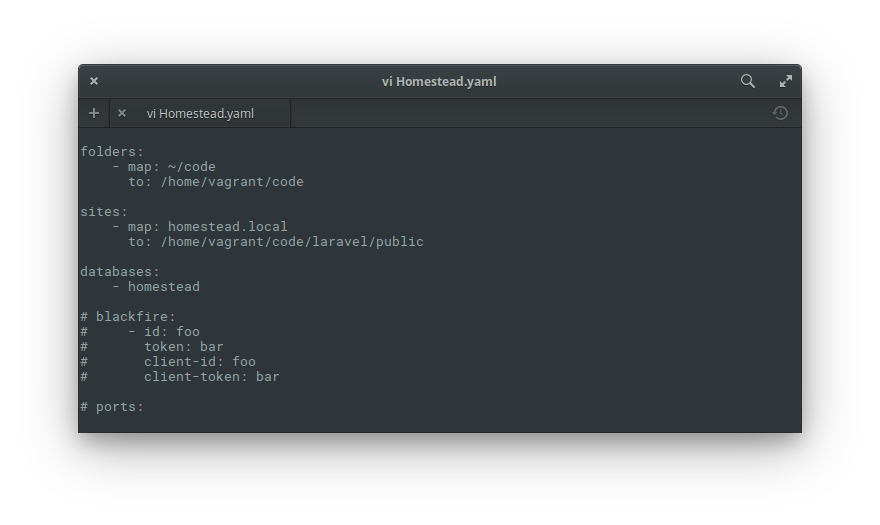 vi Homestead.yaml
vi Homestead.yaml
folders:
    - map: ~/code
      to: /home/vagrant/code
sites:
    - map: homestead.local
      to: /home/vagrant/code/laravel/public
databases:
    - homestead
# blackfire:
#     - id: foo
#       token: bar
#       client-id: foo
#       client-token: bar
# ports: